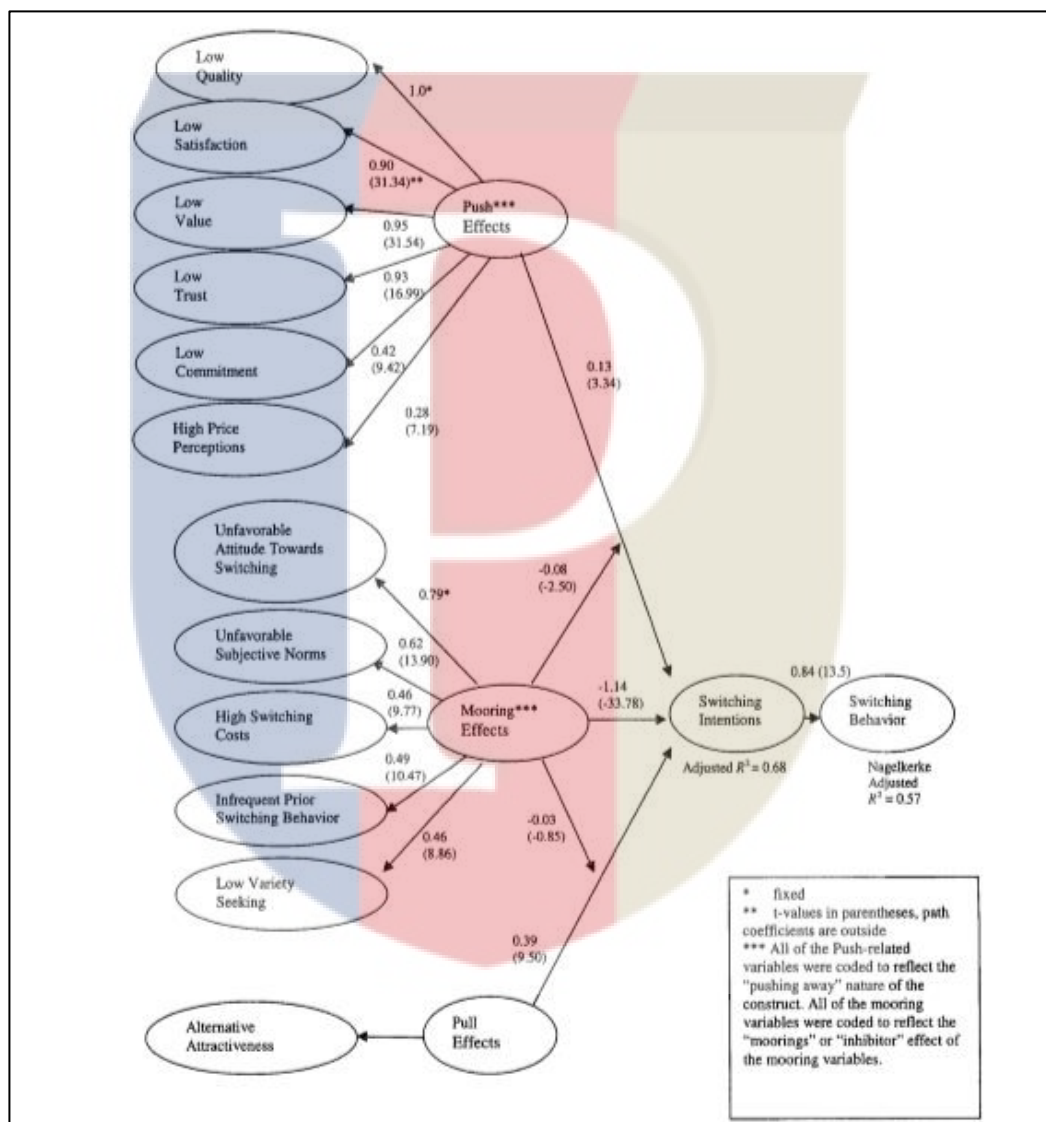 Low
Quality
1.0*
Low
Satisfaction
0.90
(31.34)**
Push***
Effects
Low
Value
0.95
(31.54)
Low
Trust
0.93
(16.99)
Low
Commitment
0.42
(9.42)
0.13
(3.34)
High Price
Perceptions
0.28
(7.19)
Unfavorable
Attitude Towards
Switching
0.79*
-0.08
(-2.50)
Unfavorable
Subjective Norms
0.62
(13.90)
High Switching
Costs
0.46
(9.77)
Mooring***
Effects
-1.14
(-33.78)
Switching
Intentions
0.84 (13.5)
Switching
Behavior
Adjusted R² = 0.68
Nagelkerke
Adjusted
R² = 0.57
0.49
(10.47)
Infrequent Prior
Switching Behavior
0.46
(8.86)
-0.03
(-0.85)
Low Variety
Seeking
0.39
(9.50)
Alternative
Attractiveness
Pull
Effects
* fixed
** t-values in parentheses, path
coefficients are outside
*** All of the Push-related
variables were coded to reflect the
"pushing away" nature of the
construct. All of the mooring
variables were coded to reflect the
"moorings" or "inhibitor" effect of
the mooring variables.